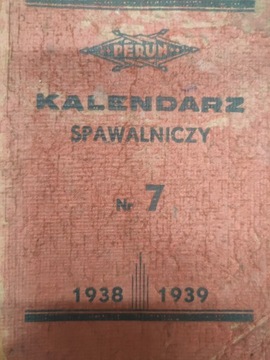 PERUN
KALENDARZ
SPAWALNICZY
Nr 7
1938 1939